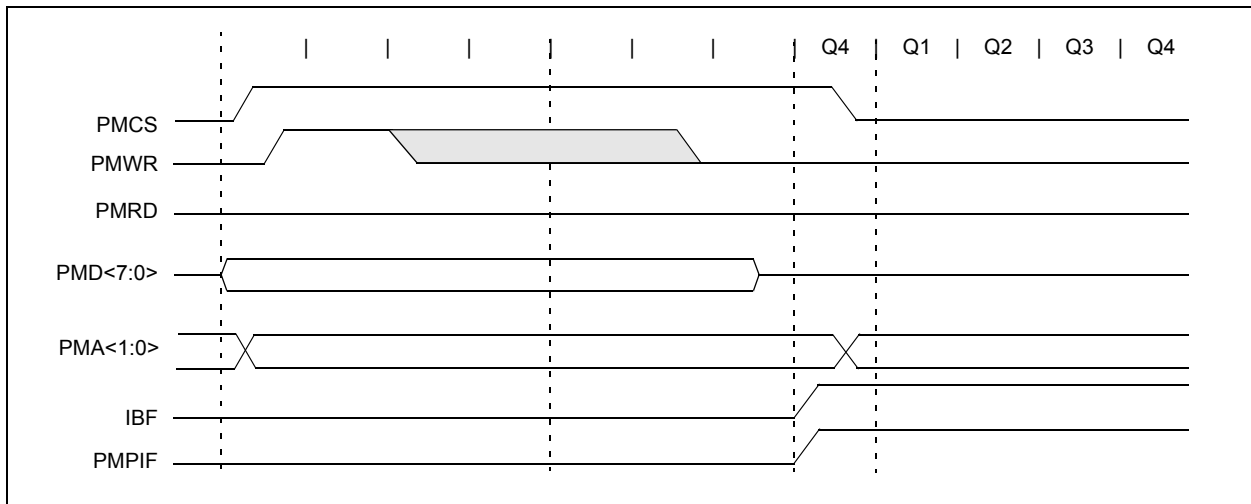 | | | | | | | Q4 | Q1 | Q2 | Q3 | Q4
PMCS
PMWR
PMRD
PMD<7:0>
PMA<1:0>
IBF
PMPIF